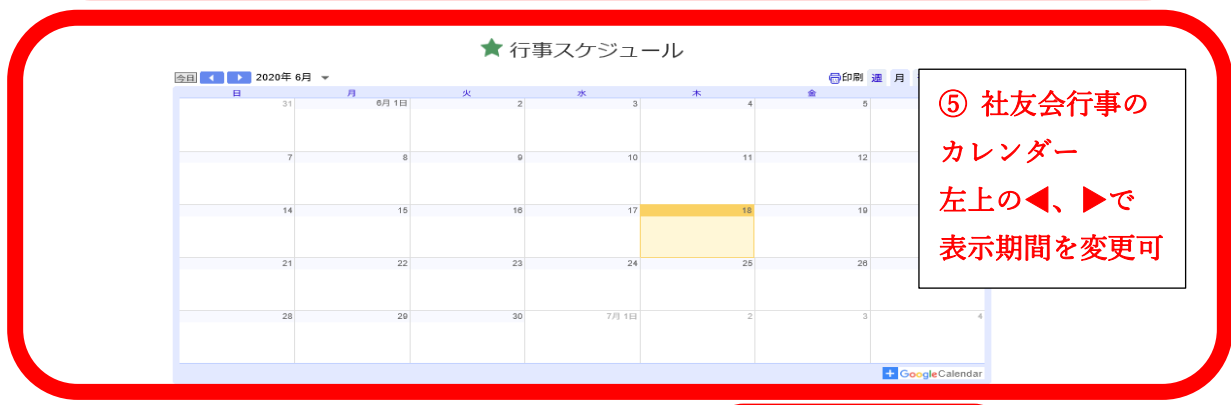 ★ 行事スケジュール
今日 ◀ ▶ 2020年 6月 ▼ 印刷 週 月
日 月 火 水 木 金
31 6月 1日 2 3 4 5
7 8 9 10 11 12
14 15 16 17 18 19
21 22 23 24 25 26
28 29 30 7月 1日 2 3 4
+ GoogleCalendar
⑤ 社友会行事の
カレンダー
左上の◀、▶で
表示期間を変更可